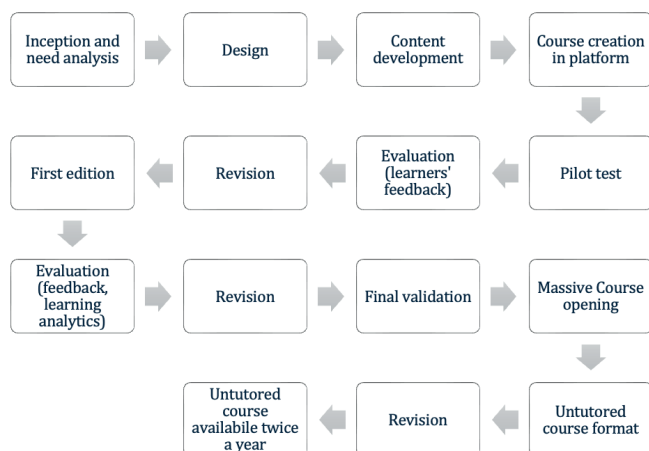 Inception and
need analysis
Design
Content
development
Course creation
in platform
Pilot test
Evaluation
(learners'
feedback)
Revision
First edition
Evaluation
(feedback,
learning
analytics)
Revision
Final validation
Massive Course
opening
Untutored
course format
Revision
Untutored
course
availabile twice
a year